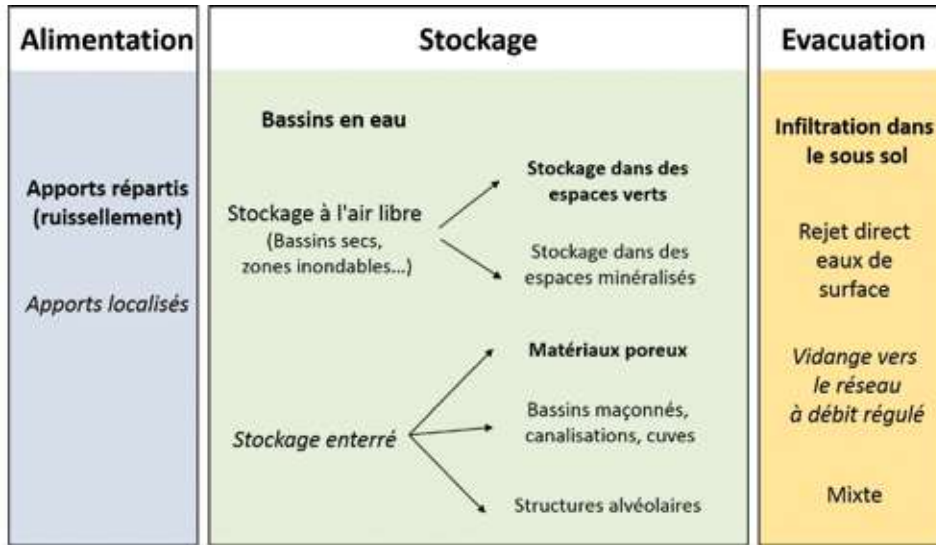 Alimentation
Apports répartis
(ruissellement)
Apports localisés
Stockage
Bassins en eau
Stockage à l'air libre
(Bassins secs,
zones inondables...)
Stockage dans des
espaces verts
Stockage dans des
espaces minéralisés
Stockage enterré
Matériaux poreux
Bassins maçonnés,
canalisations, cuves
Structures alvéolaires
Evacuation
Infiltration dans
le sous sol
Rejet direct
eaux de
surface
Vidange vers
le réseau
à débit régulé
Mixte